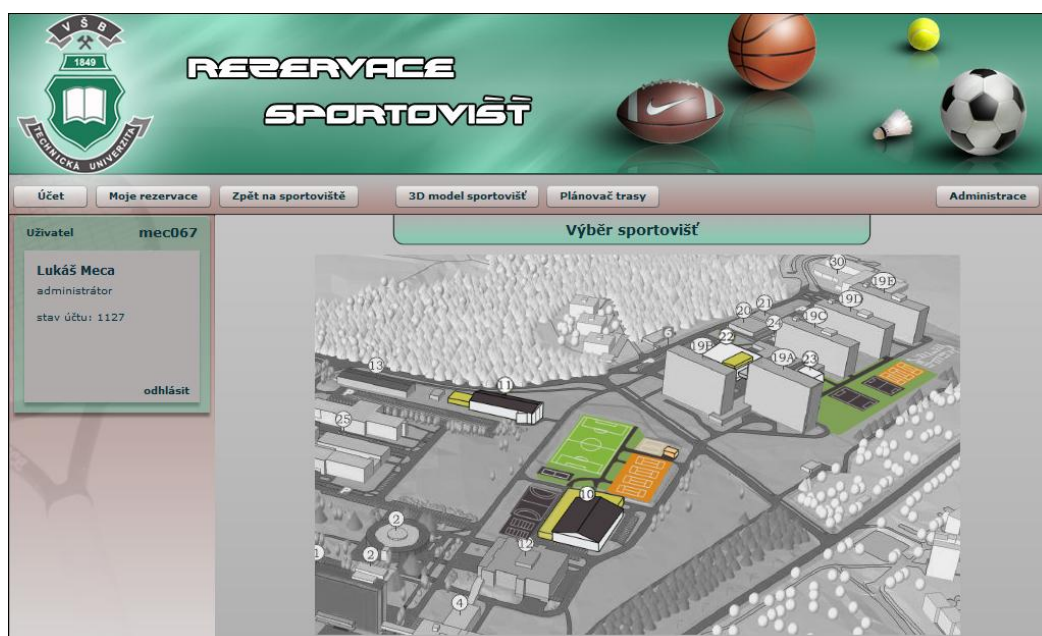 VŠB
1849
TECHNICKÁ UNIVERZITA
REZERVACE
SPORTOVIŠŤ
Účet
Moje rezervace
Zpět na sportoviště
3D model sportovišť
Plánovač trasy
Administrace
Uživatel mec067
Lukáš Meca
administrátor
stav účtu: 1127
odhlásit
Výběr sportovišť
30
19E
21
19D
20
19C
24
22
19B
19A
23
13
11
25
10
2
12
2
1
4